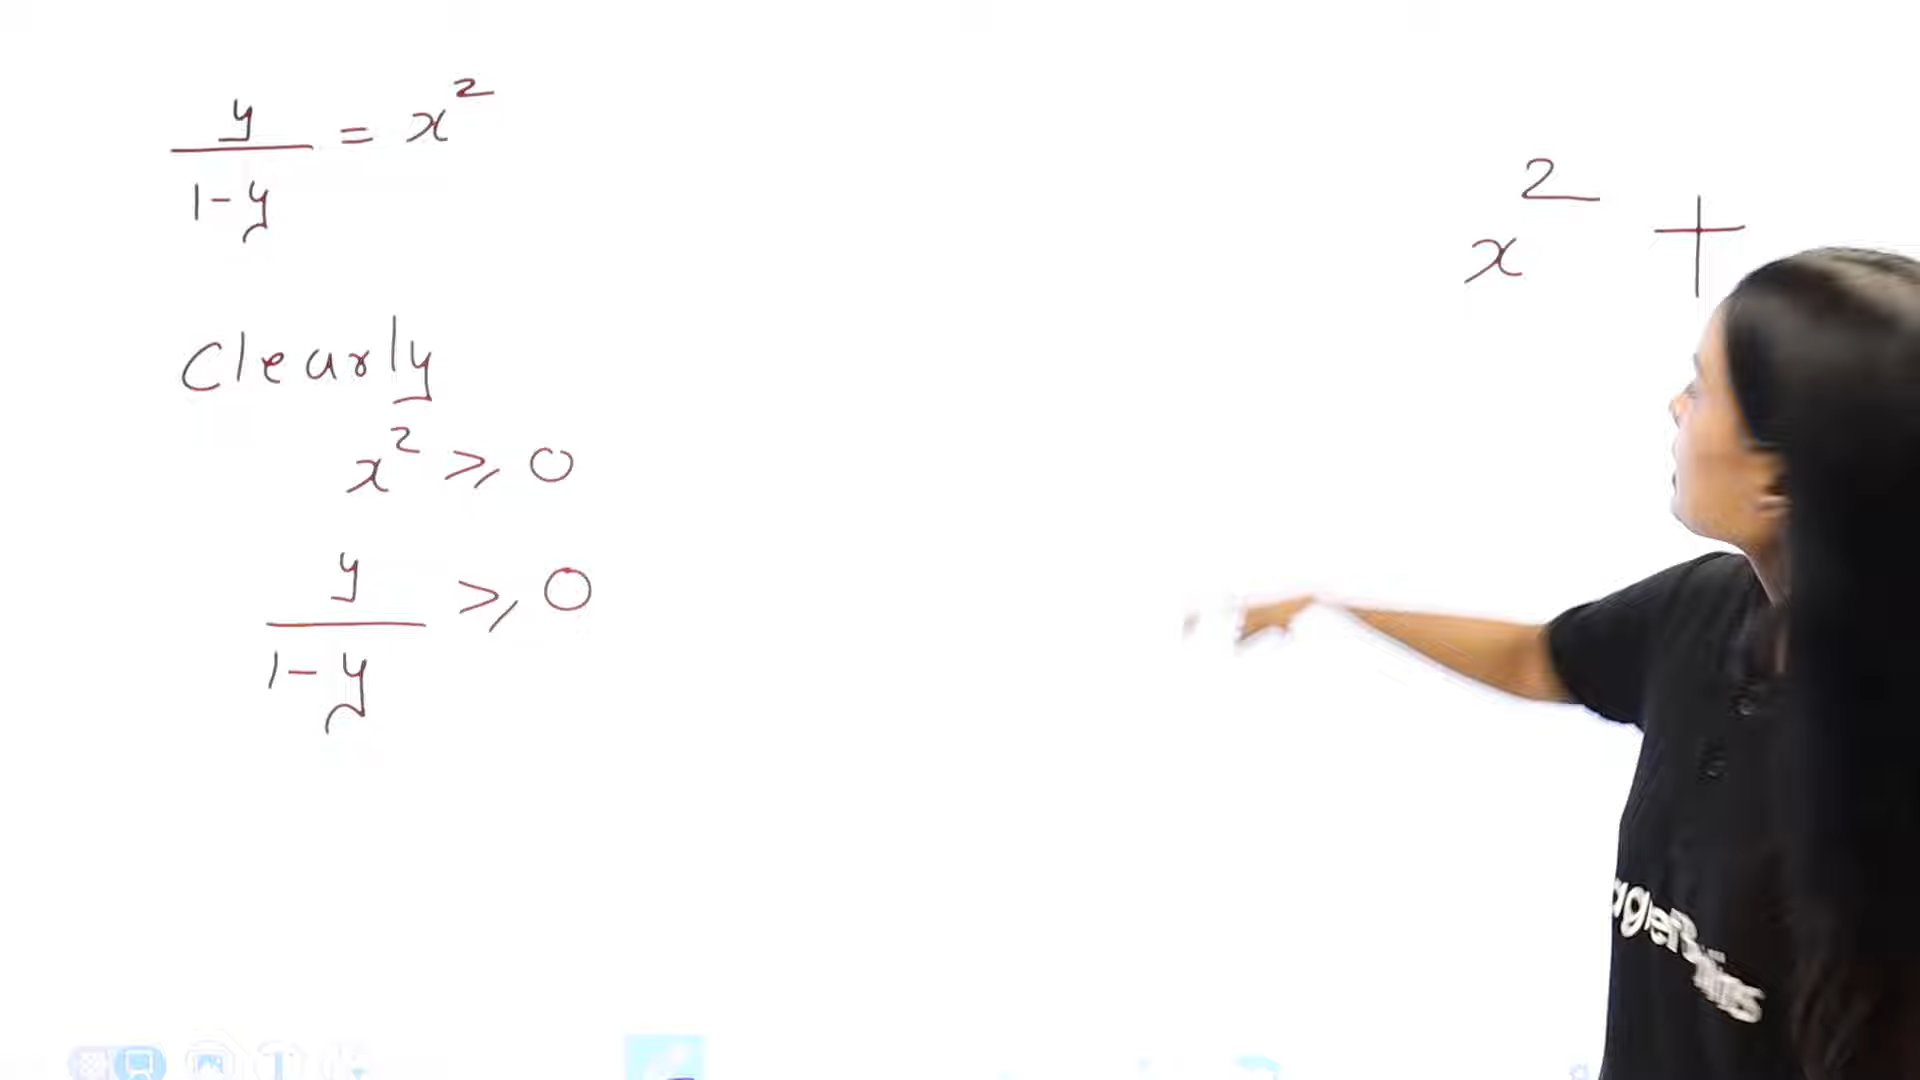 y/(1-y) = x²
x² +
Clearly
x² ⩾ 0
y/(1-y) ⩾ 0